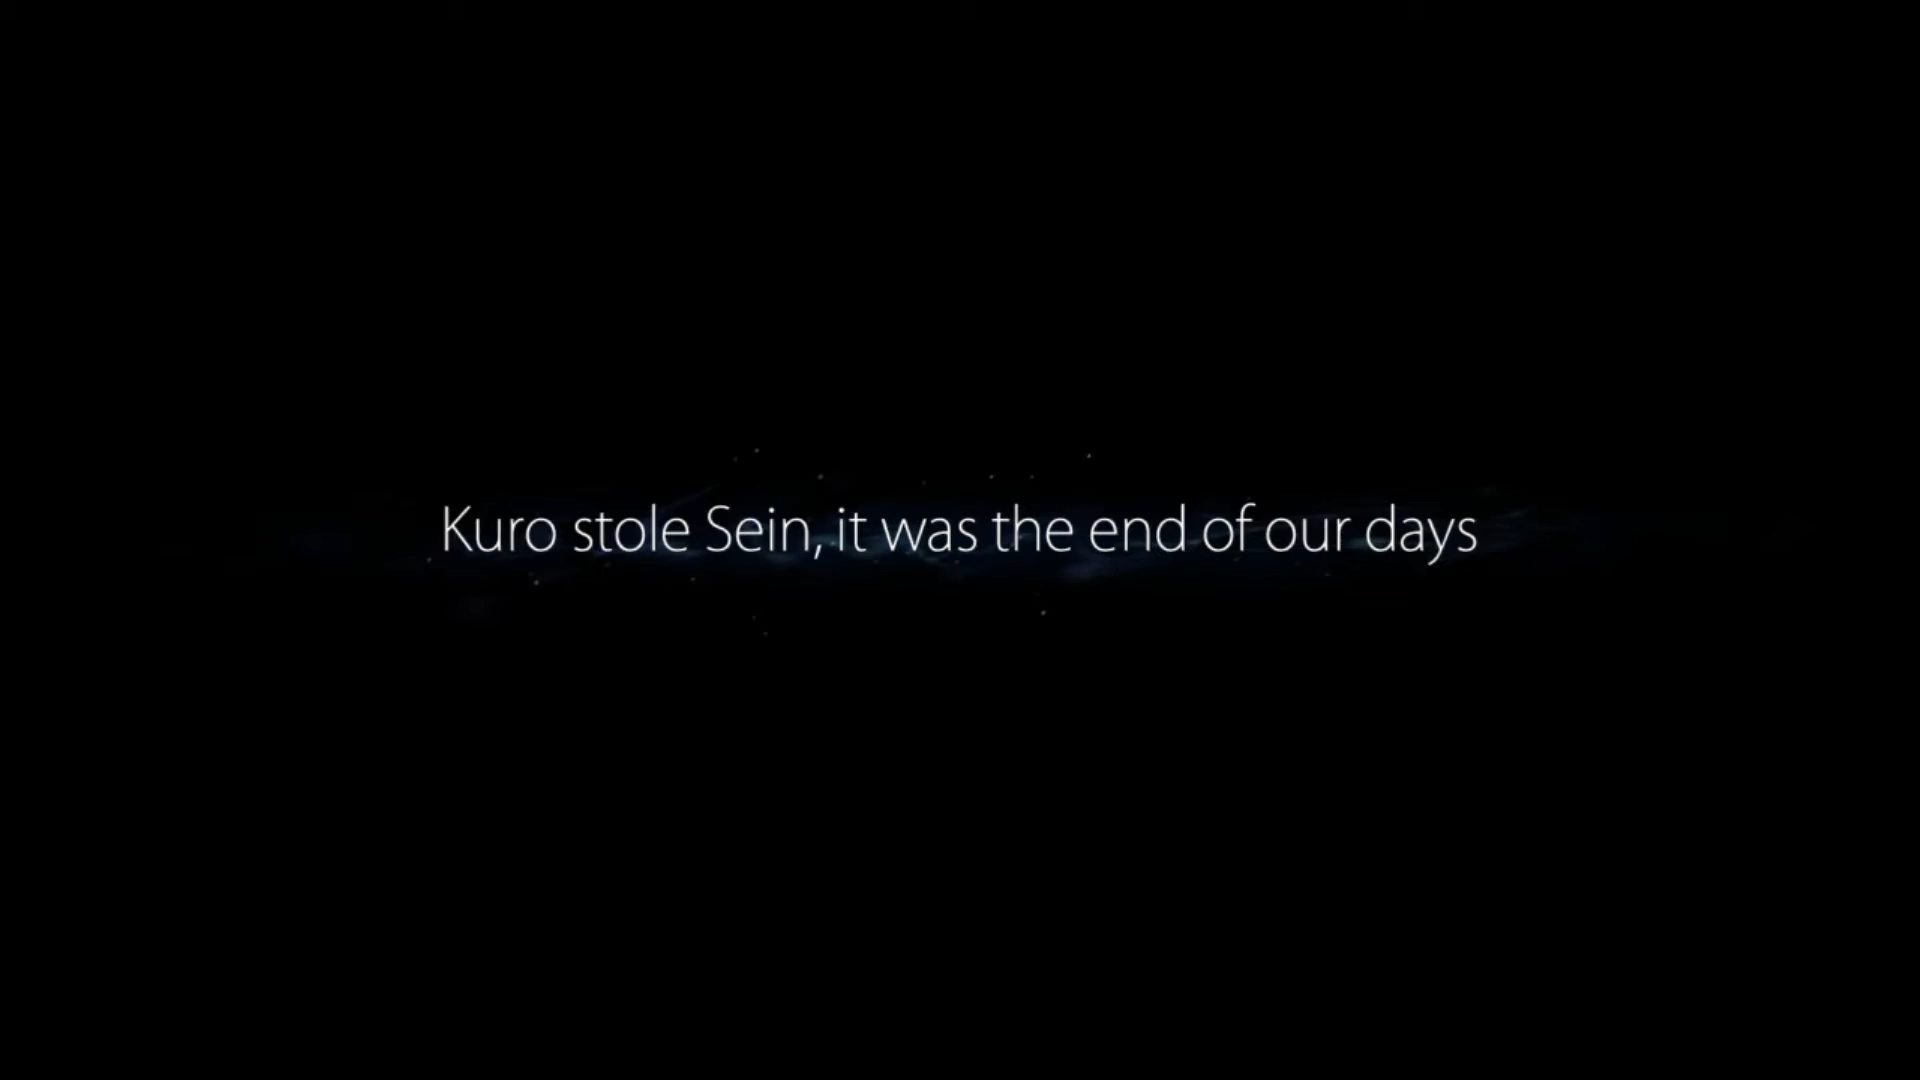 Kuro stole Sein, it was the end of our days